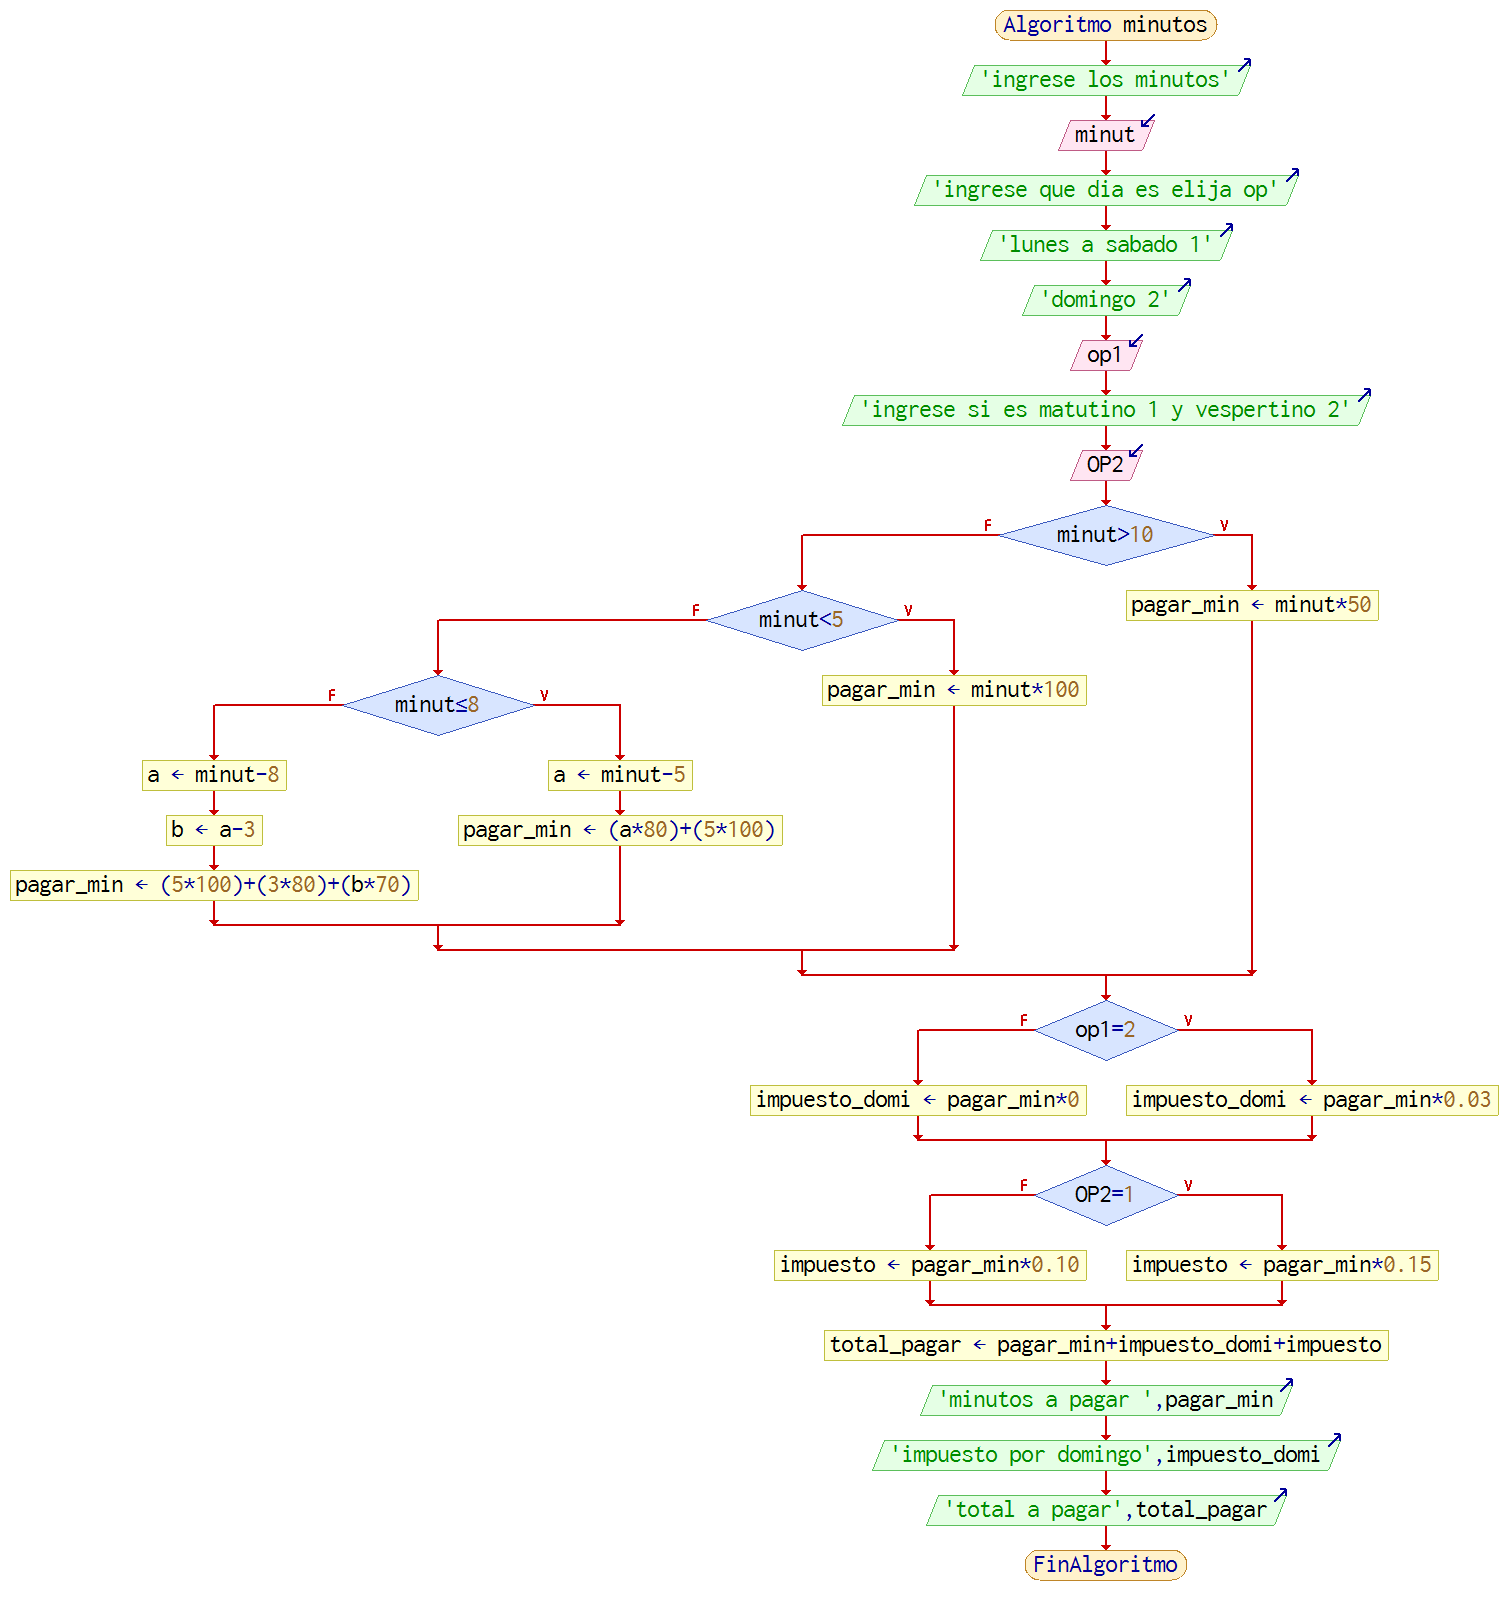 Algoritmo minutos
'ingrese los minutos'
minut
'ingrese que dia es elija op'
'lunes a sabado 1'
'domingo 2'
op1
'ingrese si es matutino 1 y vespertino 2'
OP2
minut>10
F
V
pagar_min ← minut*50
minut<5
F
V
pagar_min ← minut*100
minut≤8
F
V
a ← minut-8
b ← a-3
pagar_min ← (5*100)+(3*80)+(b*70)
a ← minut-5
pagar_min ← (a*80)+(5*100)
op1=2
F
V
impuesto_domi ← pagar_min*0
impuesto_domi ← pagar_min*0.03
OP2=1
F
V
impuesto ← pagar_min*0.10
impuesto ← pagar_min*0.15
total_pagar ← pagar_min+impuesto_domi+impuesto
'minutos a pagar ',pagar_min
'impuesto por domingo',impuesto_domi
'total a pagar',total_pagar
FinAlgoritmo